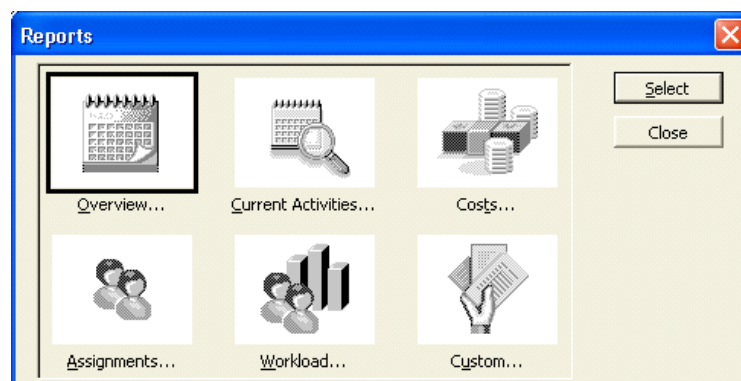 Reports
Select
Close
Overview...
Current Activities...
Costs...
Assignments...
Workload...
Custom...